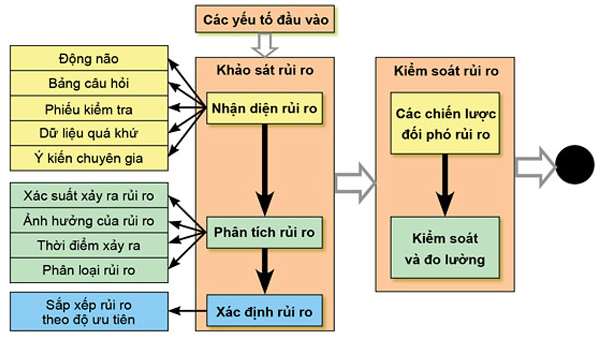 Các yếu tố đầu vào
Khảo sát rủi ro
Kiểm soát rủi ro
Động não
Bảng câu hỏi
Phiếu kiểm tra
Dữ liệu quá khứ
Ý kiến chuyên gia
Nhận diện rủi ro
Các chiến lược
đối phó rủi ro
Xác suất xảy ra rủi ro
Ảnh hưởng của rủi ro
Thời điểm xảy ra
Phân loại rủi ro
Phân tích rủi ro
Kiểm soát
và đo lường
Sắp xếp rủi ro
theo độ ưu tiên
Xác định rủi ro